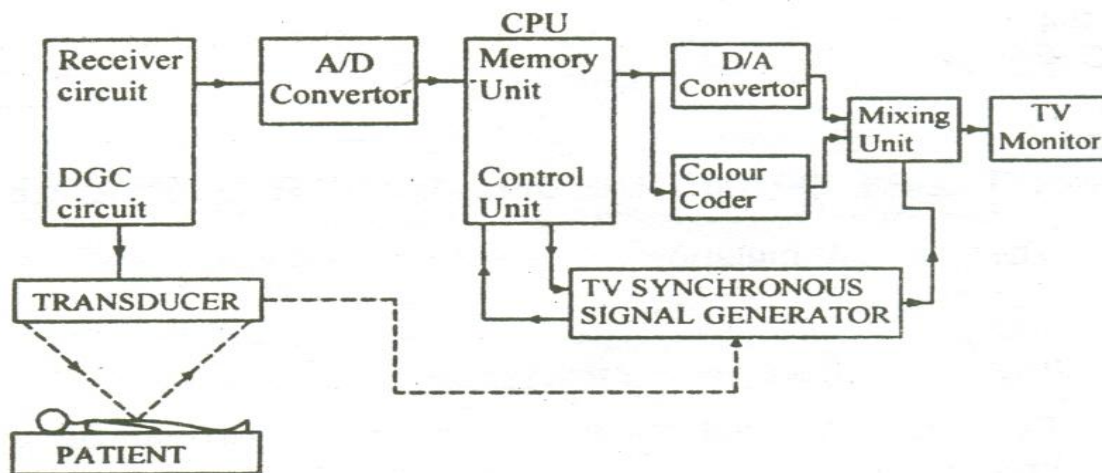 CPU
Receiver
circuit
DGC
circuit
A/D
Convertor
Memory
Unit
Control
Unit
D/A
Convertor
Colour
Coder
Mixing
Unit
TV
Monitor
TRANSDUCER
TV SYNCHRONOUS
SIGNAL GENERATOR
PATIENT